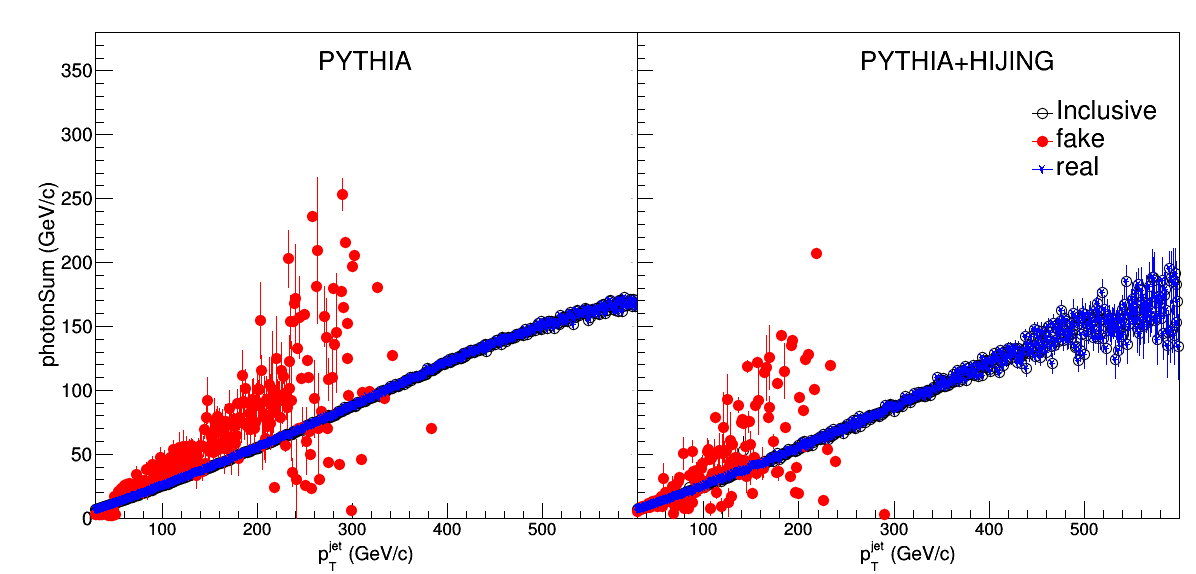 PYTHIA
PYTHIA+HIJING
Inclusive
fake
real
photonSum (GeV/c)
350
300
250
200
150
100
50
0
100
200
300
400
500
100
200
300
400
500
p_T^jet (GeV/c)
p_T^jet (GeV/c)